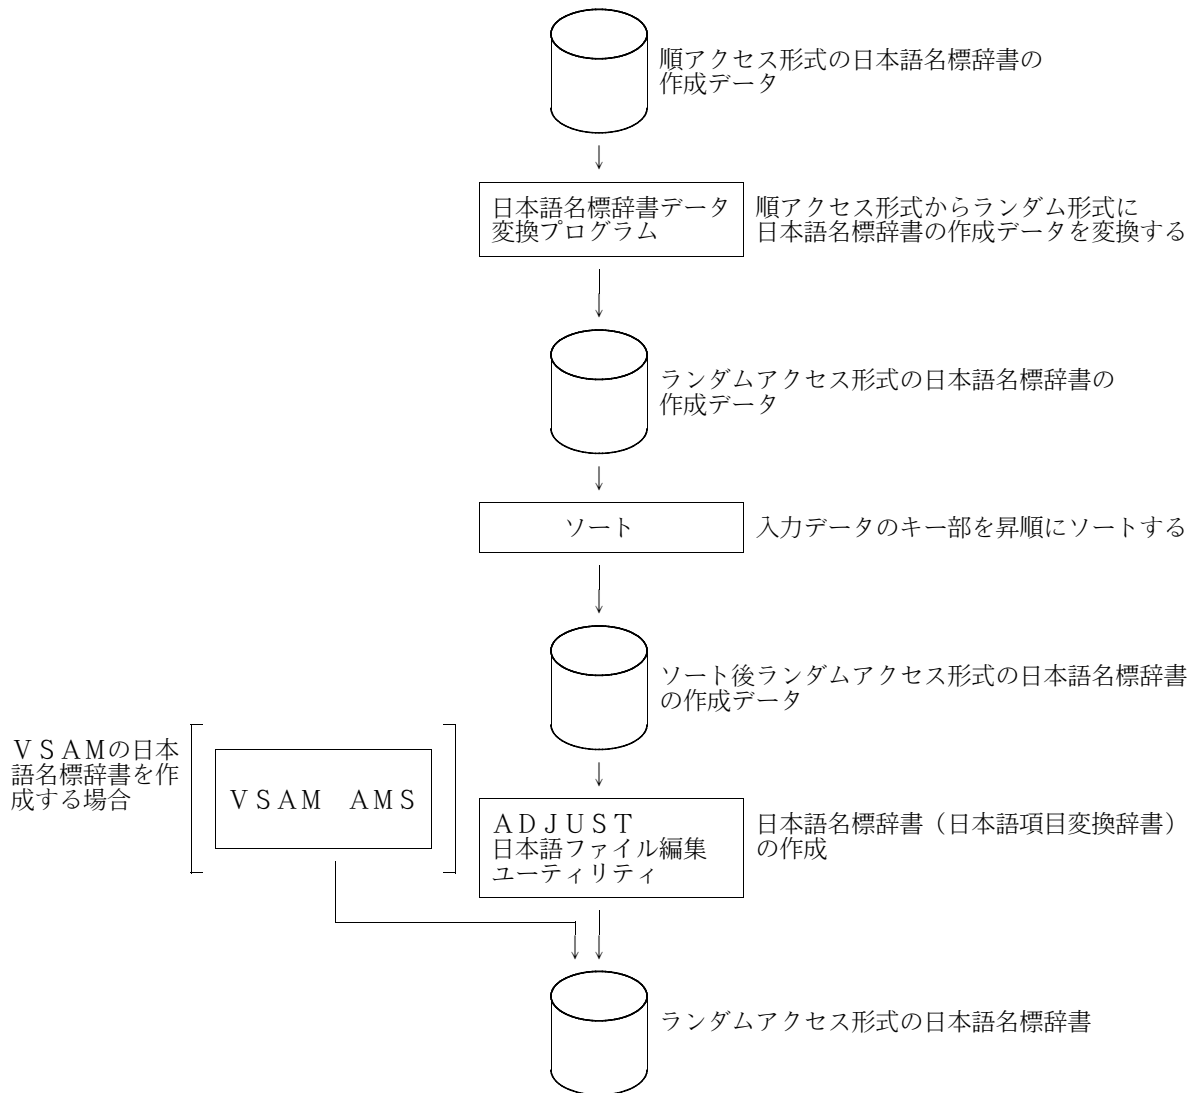 順アクセス形式の日本語名標辞書の
作成データ
日本語名標辞書データ
変換プログラム
順アクセス形式からランダム形式に
日本語名標辞書の作成データを変換する
ランダムアクセス形式の日本語名標辞書の
作成データ
ソート
入力データのキー部を昇順にソートする
ソート後ランダムアクセス形式の日本語名標辞書
の作成データ
ＶＳＡＭの日本
語名標辞書を作
成する場合
ＶＳＡＭ　ＡＭＳ
ＡＤＪＵＳＴ
日本語ファイル編集
ユーティリティ
日本語名標辞書（日本語項目変換辞書）
の作成
ランダムアクセス形式の日本語名標辞書